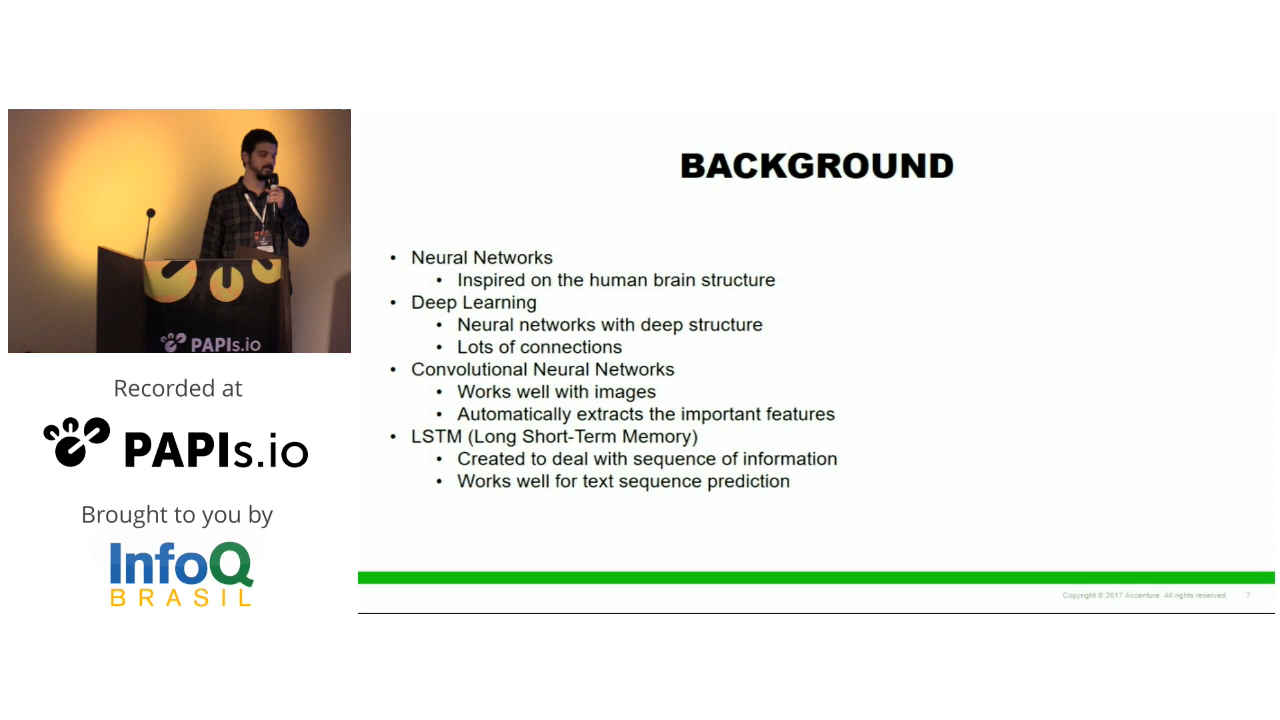 PAPIs.io
Recorded at
PAPIs.io
Brought to you by
InfoQ
BRASIL
BACKGROUND
• Neural Networks
• Inspired on the human brain structure
• Deep Learning
• Neural networks with deep structure
• Lots of connections
• Convolutional Neural Networks
• Works well with images
• Automatically extracts the important features
• LSTM (Long Short-Term Memory)
• Created to deal with sequence of information
• Works well for text sequence prediction
Copyright © 2017 Accenture. All rights reserved. 7